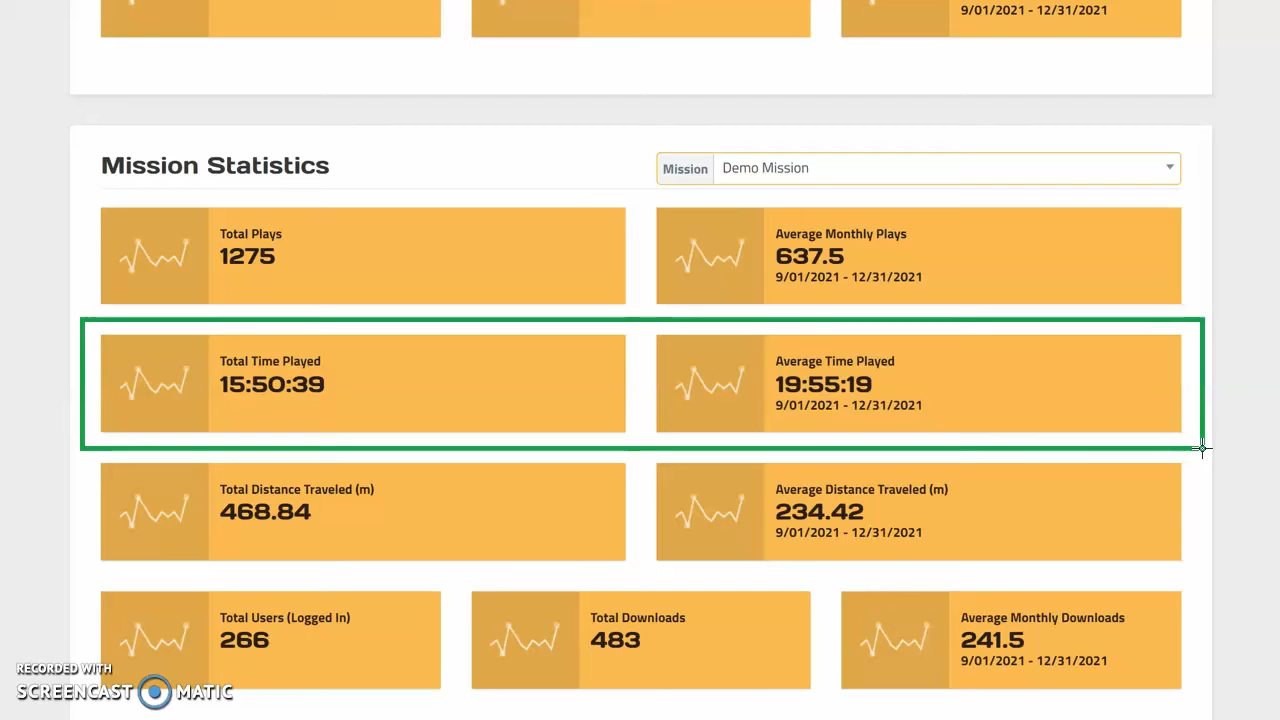 9/01/2021 - 12/31/2021
Mission Statistics
Mission Demo Mission
Total Plays
1275
Average Monthly Plays
637.5
9/01/2021 - 12/31/2021
Total Time Played
15:50:39
Average Time Played
19:55:19
9/01/2021 - 12/31/2021
Total Distance Traveled (m)
468.84
Average Distance Traveled (m)
234.42
9/01/2021 - 12/31/2021
Total Users (Logged In)
266
Total Downloads
483
Average Monthly Downloads
241.5
9/01/2021 - 12/31/2021
RECORDED WITH
SCREENCAST MATIC